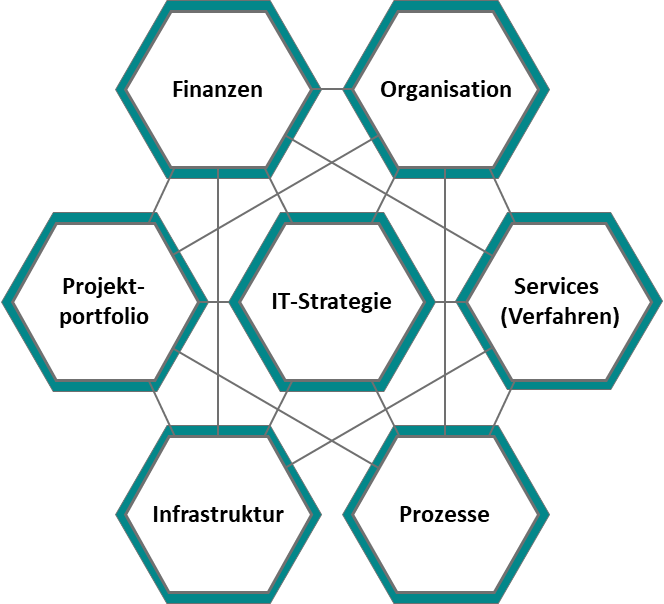 Finanzen
Organisation
Projekt-
portfolio
IT-Strategie
Services
(Verfahren)
Infrastruktur
Prozesse